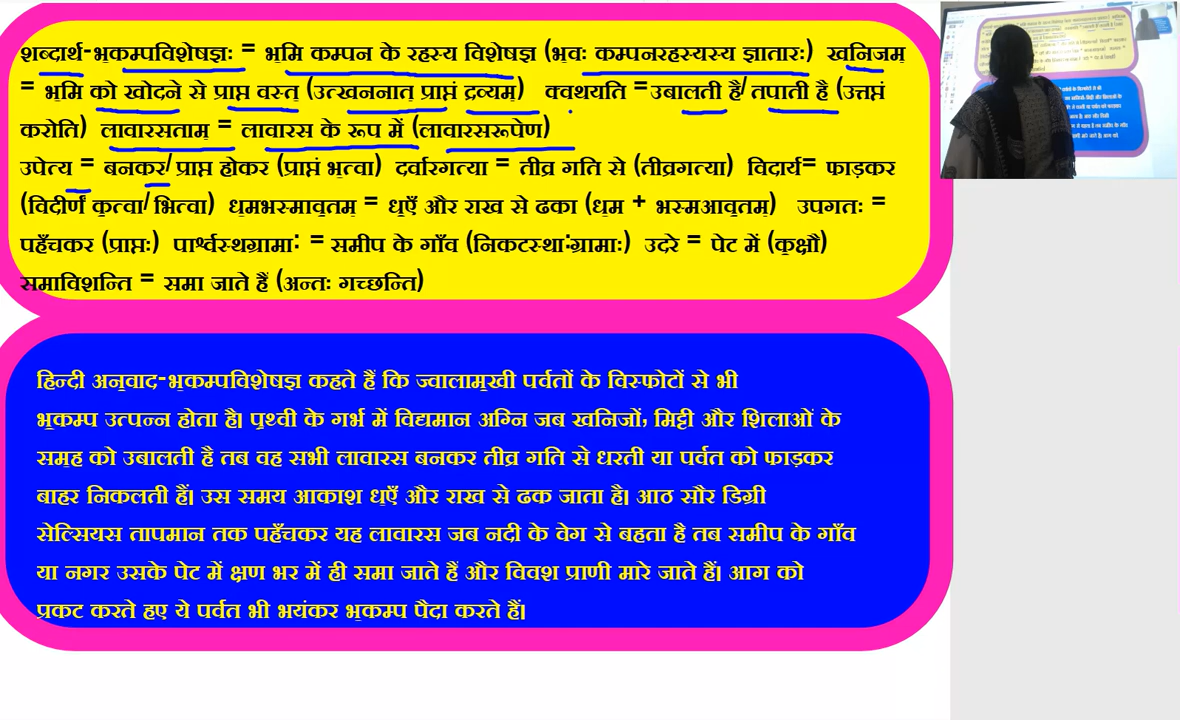 शब्दार्थ-भूकम्पविशेषज्ञः = भूमि कम्पन के रहस्य विशेषज्ञ (भुवः कम्पनरहस्यस्य ज्ञातारः) खनिजम्
= भूमि को खोदने से प्राप्त वस्तु (उत्खननात् प्राप्तं द्रव्यम्) क्वथयति =उबालती है/तपाती है (उत्तप्तं
करोति) लावारसताम् = लावारस के रूप में (लावारसरूपेण)
उपेत्य = बनकर/प्राप्त होकर (प्राप्तं भूत्वा) दर्वारगत्या = तीव्र गति से (तीव्रगत्या) विदार्य= फाड़कर
(विदीर्णं कृत्वा/भित्वा) धूमभस्मावृतम् = धुएँ और राख से ढका (धूम + भस्मआवृतम्) उपगतः =
पहुँचकर (प्राप्तः) पार्श्वस्थग्रामाः = समीप के गाँव (निकटस्थाःग्रामाः) उदरे = पेट में (कुक्षौ)
समाविशन्ति = समा जाते हैं (अन्तः गच्छन्ति)
हिन्दी अनुवाद-भूकम्पविशेषज्ञ कहते हैं कि ज्वालामुखी पर्वतों के विस्फोटों से भी
भूकम्प उत्पन्न होता है। पृथ्वी के गर्भ में विद्यमान अग्नि जब खनिजों, मिट्टी और शिलाओं के
समूह को उबालती है तब वह सभी लावारस बनकर तीव्र गति से धरती या पर्वत को फाड़कर
बाहर निकलती हैं। उस समय आकाश धुएँ और राख से ढक जाता है। आठ सौर डिग्री
सेल्सियस तापमान तक पहुँचकर यह लावारस जब नदी के वेग से बहता है तब समीप के गाँव
या नगर उसके पेट में क्षण भर में ही समा जाते हैं और विवश प्राणी मारे जाते हैं। आग को
प्रकट करते हुए ये पर्वत भी भयंकर भूकम्प पैदा करते हैं।